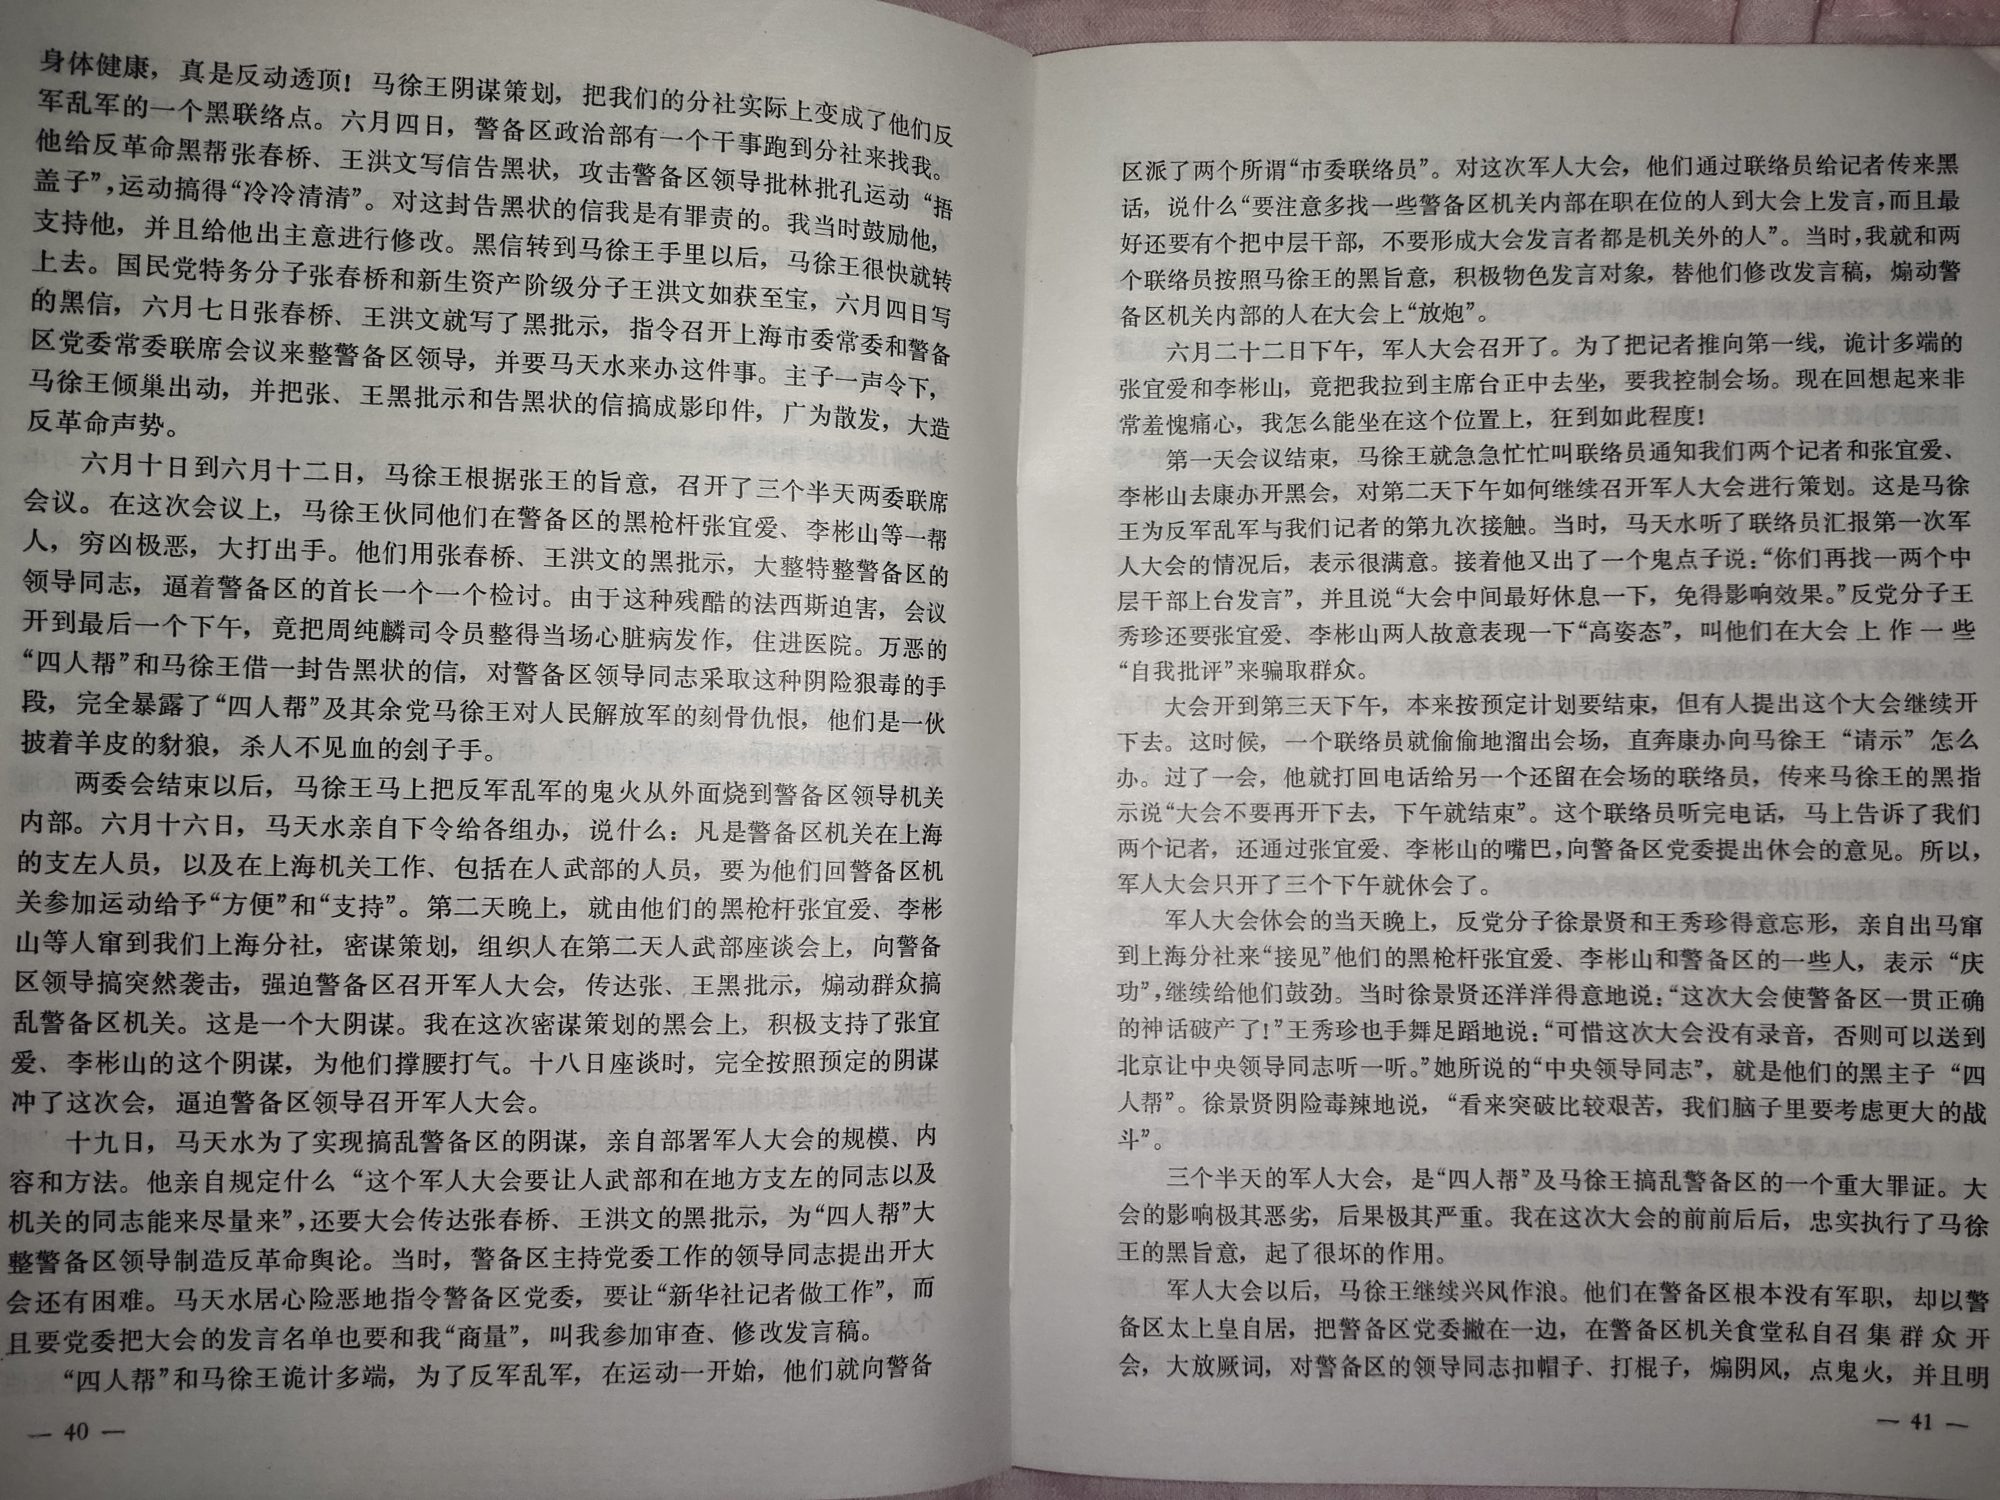 身体健康，真是反动透顶！马徐王阴谋策划，把我们的分社实际上变成了他们反
军乱军的一个黑联络点。六月四日，警备区政治部有一个干事跑到分社来找我。
他给反革命黑帮张春桥、王洪文写信告黑状，攻击警备区领导批林批孔运动“捂
盖子”，运动搞得“冷冷清清”。对这封告黑状的信我是有罪责的。我当时鼓励他，
支持他，并且给他出主意进行修改。黑信转到马徐王手里以后，马徐王很快就转
上去。国民党特务分子张春桥和新生资产阶级分子王洪文如获至宝，六月四日写
的黑信，六月七日张春桥、王洪文就写了黑批示，指令召开上海市委常委和警备
区党委常委联席会议来整警备区领导，并要马天水来办这件事。主子一声令下，
马徐王倾巢出动，并把张、王黑批示和告黑状的信搞成影印件，广为散发，大造
反革命声势。
六月十日到六月十二日，马徐王根据张王的旨意，召开了三个半天两委联席
会议。在这次会议上，马徐王伙同他们在警备区的黑枪杆张宜爱、李彬山等一帮
人，穷凶极恶，大打出手。他们用张春桥、王洪文的黑批示，大整特整警备区的
领导同志，逼着警备区的首长一个一个检讨。由于这种残酷的法西斯迫害，会议
开到最后一个下午，竟把周纯麟司令员整得当场心脏病发作，住进医院。万恶的
“四人帮”和马徐王借一封告黑状的信，对警备区领导同志采取这种阴险狠毒的手
段，完全暴露了“四人帮”及其余党马徐王对人民解放军的刻骨仇恨，他们是一伙
披着羊皮的豺狼，杀人不见血的刽子手。
两委会结束以后，马徐王马上把反军乱军的鬼火从外面烧到警备区领导机关
内部。六月十六日，马天水亲自下令给各组办，说什么：凡是警备区机关在上海
的支左人员，以及在上海机关工作、包括在人武部的人员，要为他们回警备区机
关参加运动给予“方便”和“支持”。第二天晚上，就由他们的黑枪杆张宜爱、李彬
山等人窜到我们上海分社，密谋策划，组织人在第二天人武部座谈会上，向警备
区领导搞突然袭击，强迫警备区召开军人大会，传达张、王黑批示，煽动群众搞
乱警备区机关。这是一个大阴谋。我在这次密谋策划的黑会上，积极支持了张宜
爱、李彬山的这个阴谋，为他们撑腰打气。十八日座谈时，完全按照预定的阴谋
冲了这次会，逼迫警备区领导召开军人大会。
十九日，马天水为了实现搞乱警备区的阴谋，亲自部署军人大会的规模、内
容和方法。他亲自规定什么“这个军人大会要让人武部和在地方支左的同志以及
机关的同志能来尽量来”，还要大会传达张春桥、王洪文的黑批示，为“四人帮”大
整警备区领导制造反革命舆论。当时，警备区主持党委工作的领导同志提出开大
会还有困难。马天水居心险恶地指令警备区党委，要让“新华社记者做工作”，而
且要党委把大会的发言名单也要和我“商量”，叫我参加审查、修改发言稿。
“四人帮”和马徐王诡计多端，为了反军乱军，在运动一开始，他们就向警备
— 40 —
区派了两个所谓“市委联络员”。对这次军人大会，他们通过联络员给记者传来黑
话，说什么“要注意多找一些警备区机关内部在职在位的人到大会上发言，而且最
好还要有个把中层干部，不要形成大会发言者都是机关外的人”。当时，我就和两
个联络员按照马徐王的黑旨意，积极物色发言对象，替他们修改发言稿，煽动警
备区机关内部的人在大会上“放炮”。
六月二十二日下午，军人大会召开了。为了把记者推向第一线，诡计多端的
张宜爱和李彬山，竟把我拉到主席台正中去坐，要我控制会场。现在回想起来非
常羞愧痛心，我怎么能坐在这个位置上，狂到如此程度！
第一天会议结束，马徐王就急急忙忙叫联络员通知我们两个记者和张宜爱、
李彬山去康办开黑会，对第二天下午如何继续召开军人大会进行策划。这是马徐
王为反军乱军与我们记者的第九次接触。当时，马天水听了联络员汇报第一次军
人大会的情况后，表示很满意。接着他又出了一个鬼点子说：“你们再找一两个中
层干部上台发言”，并且说“大会中间最好休息一下，免得影响效果。”反党分子王
秀珍还要张宜爱、李彬山两人故意表现一下“高姿态”，叫他们在大会上作一些
“自我批评”来骗取群众。
大会开到第三天下午，本来按预定计划要结束，但有人提出这个大会继续开
下去。这时候，一个联络员就偷偷地溜出会场，直奔康办向马徐王“请示”怎么
办。过了一会，他就打回电话给另一个还留在会场的联络员，传来马徐王的黑指
示说“大会不要再开下去，下午就结束”。这个联络员听完电话，马上告诉了我们
两个记者，还通过张宜爱、李彬山的嘴巴，向警备区党委提出休会的意见。所以，
军人大会只开了三个下午就休会了。
军人大会休会的当天晚上，反党分子徐景贤和王秀珍得意忘形，亲自出马窜
到上海分社来“接见”他们的黑枪杆张宜爱、李彬山和警备区的一些人，表示“庆
功”，继续给他们鼓劲。当时徐景贤还洋洋得意地说：“这次大会使警备区一贯正确
的神话破产了！”王秀珍也手舞足蹈地说：“可惜这次大会没有录音，否则可以送到
北京让中央领导同志听一听。”她所说的“中央领导同志”，就是他们的黑主子“四
人帮”。徐景贤阴险毒辣地说，“看来突破比较艰苦，我们脑子里要考虑更大的战
斗”。
三个半天的军人大会，是“四人帮”及马徐王搞乱警备区的一个重大罪证。大
会的影响极其恶劣，后果极其严重。我在这次大会的前前后后，忠实执行了马徐
王的黑旨意，起了很坏的作用。
军人大会以后，马徐王继续兴风作浪。他们在警备区根本没有军职，却以警
备区太上皇自居，把警备区党委撇在一边，在警备区机关食堂私自召集群众开
会，大放厥词，对警备区的领导同志扣帽子、打棍子，煽阴风，点鬼火，并且明
— 41 —